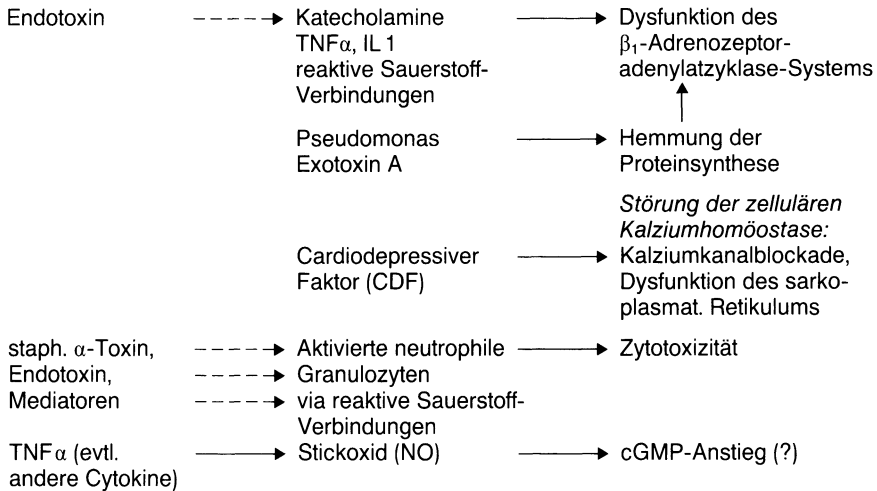 Endotoxin
Katecholamine
TNFα, IL 1
reaktive Sauerstoff-
Verbindungen
Dysfunktion des
β₁-Adrenozeptor-
adenylatzyklase-Systems
Pseudomonas
Exotoxin A
Hemmung der
Proteinsynthese
Cardiodepressiver
Faktor (CDF)
Störung der zellulären
Kalziumhomöostase:
Kalziumkanalblockade,
Dysfunktion des sarko-
plasmat. Retikulums
staph. α-Toxin,
Endotoxin,
Mediatoren
Aktivierte neutrophile
Granulozyten
via reaktive Sauerstoff-
Verbindungen
Zytotoxizität
TNFα (evtl.
andere Cytokine)
Stickoxid (NO)
cGMP-Anstieg (?)